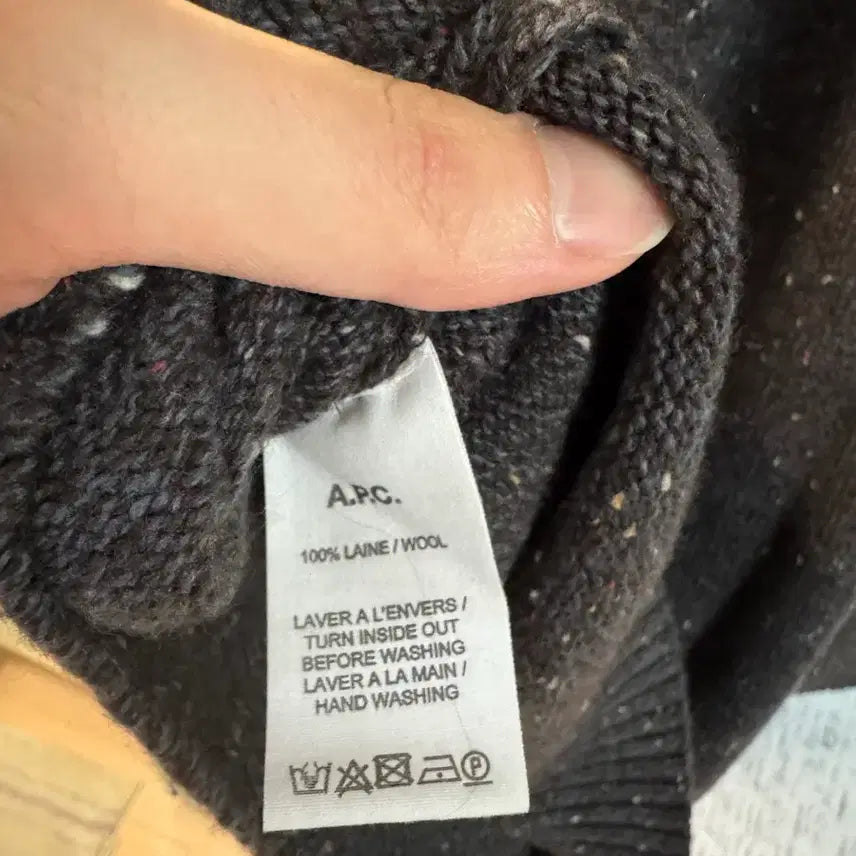 A.P.C.
100% LAINE / WOOL
LAVER A L'ENVERS /
TURN INSIDE OUT
BEFORE WASHING
LAVER A LA MAIN /
HAND WASHING
P